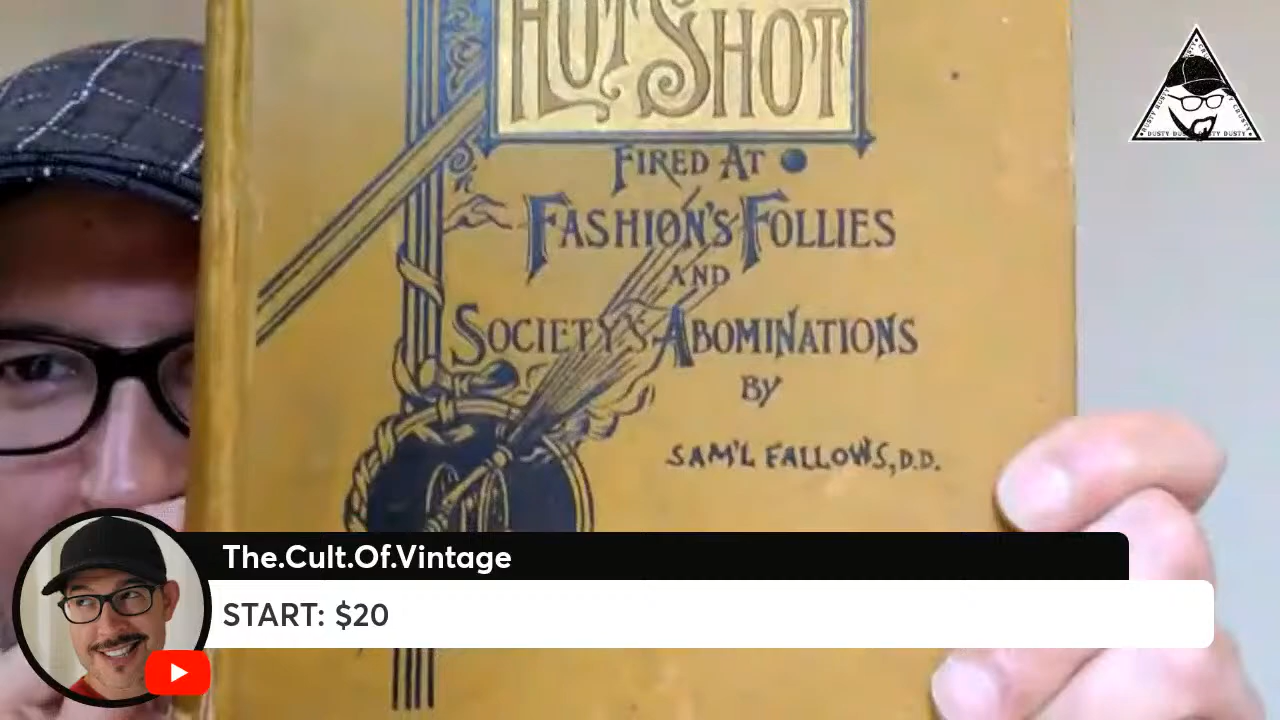 HOT SHOT
FIRED AT
FASHION'S FOLLIES
AND
SOCIETY'S ABOMINATIONS
BY
SAM'L FALLOWS, D.D.
The.Cult.Of.Vintage
START: $20